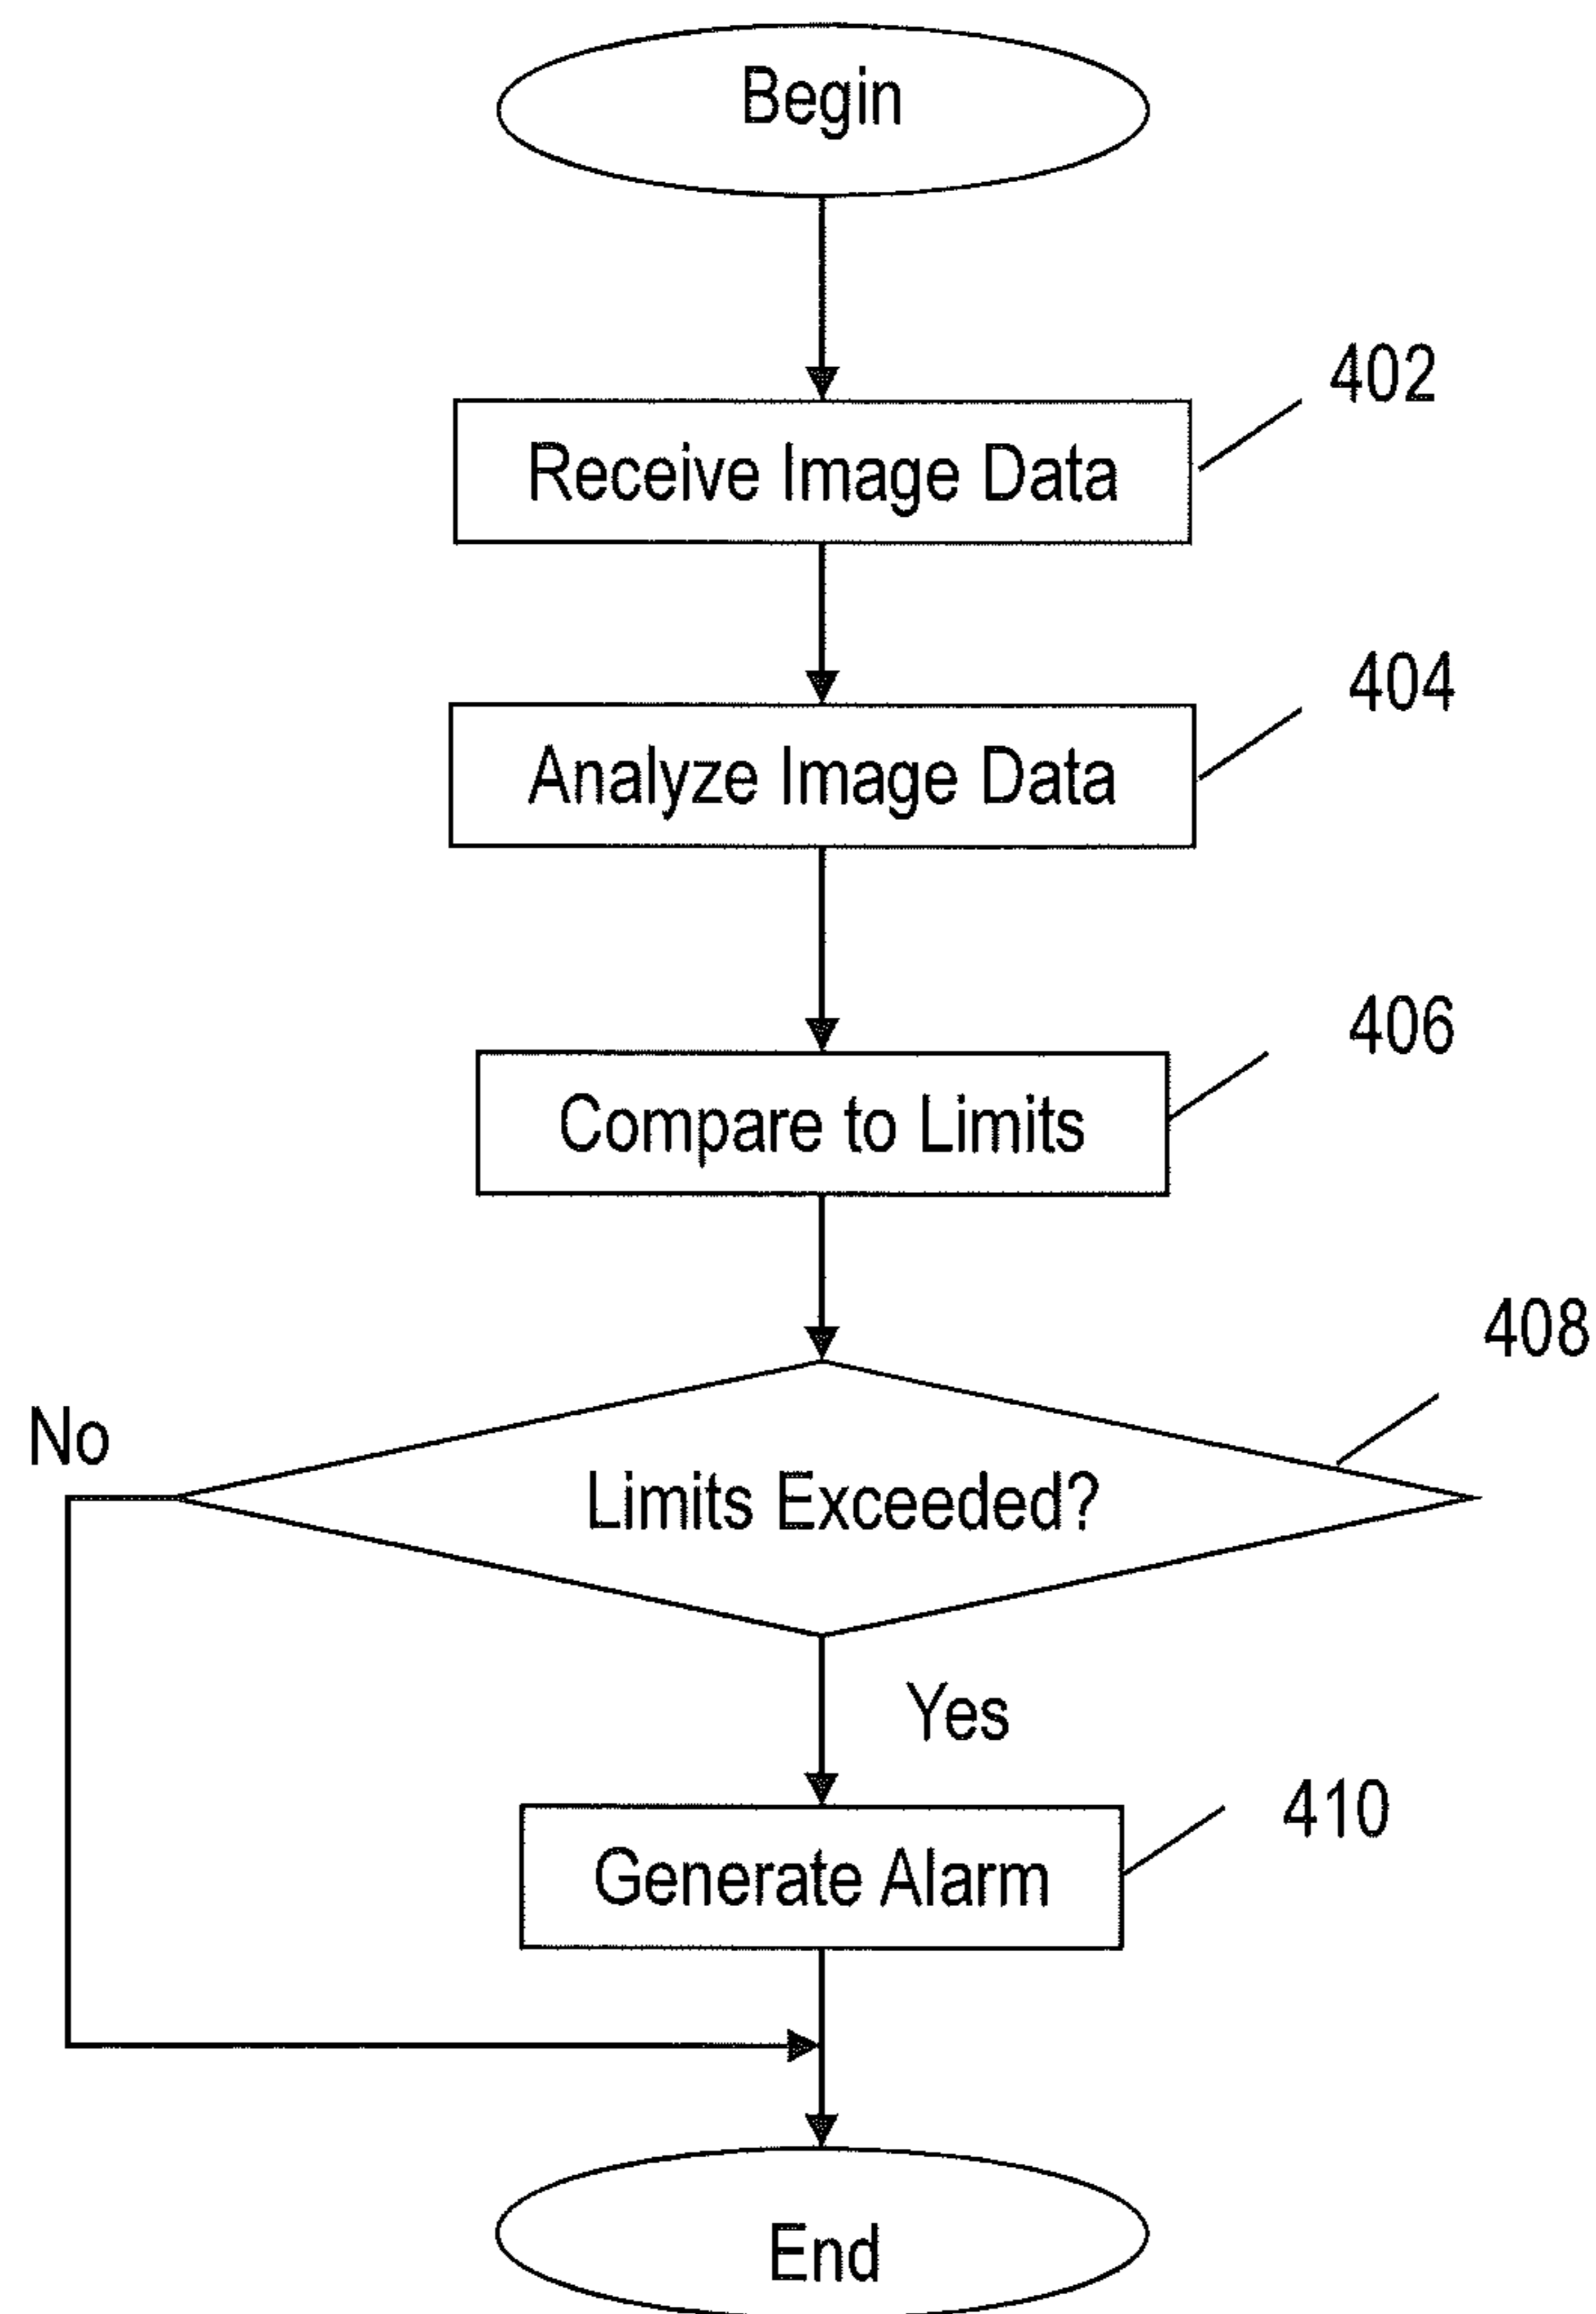 Begin
402
Receive Image Data
404
Analyze Image Data
406
Compare to Limits
408
No
Limits Exceeded?
Yes
410
Generate Alarm
End